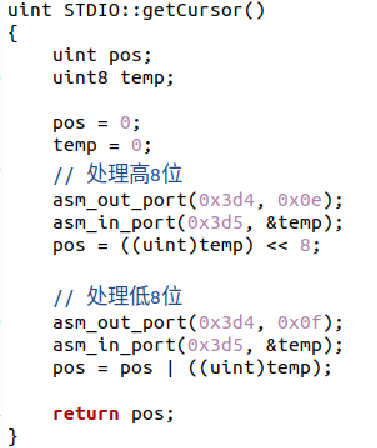 uint STDIO::getCursor()
{
    uint pos;
    uint8 temp;

    pos = 0;
    temp = 0;
    // 处理高8位
    asm_out_port(0x3d4, 0x0e);
    asm_in_port(0x3d5, &temp);
    pos = ((uint)temp) << 8;

    // 处理低8位
    asm_out_port(0x3d4, 0x0f);
    asm_in_port(0x3d5, &temp);
    pos = pos | ((uint)temp);

    return pos;
}